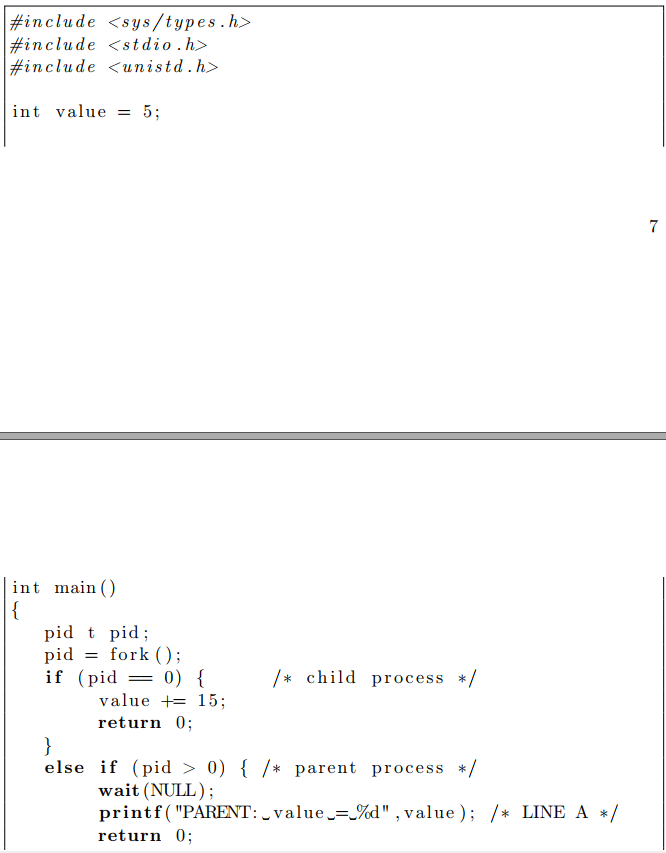 #include <sys/types.h>
#include <stdio.h>
#include <unistd.h>
int value = 5;
7
int main()
{
pid t pid;
pid = fork();
if (pid == 0) { /* child process */
value += 15;
return 0;
}
else if (pid > 0) { /* parent process */
wait(NULL);
printf("PARENT:␣value␣=␣%d",value); /* LINE A */
return 0;